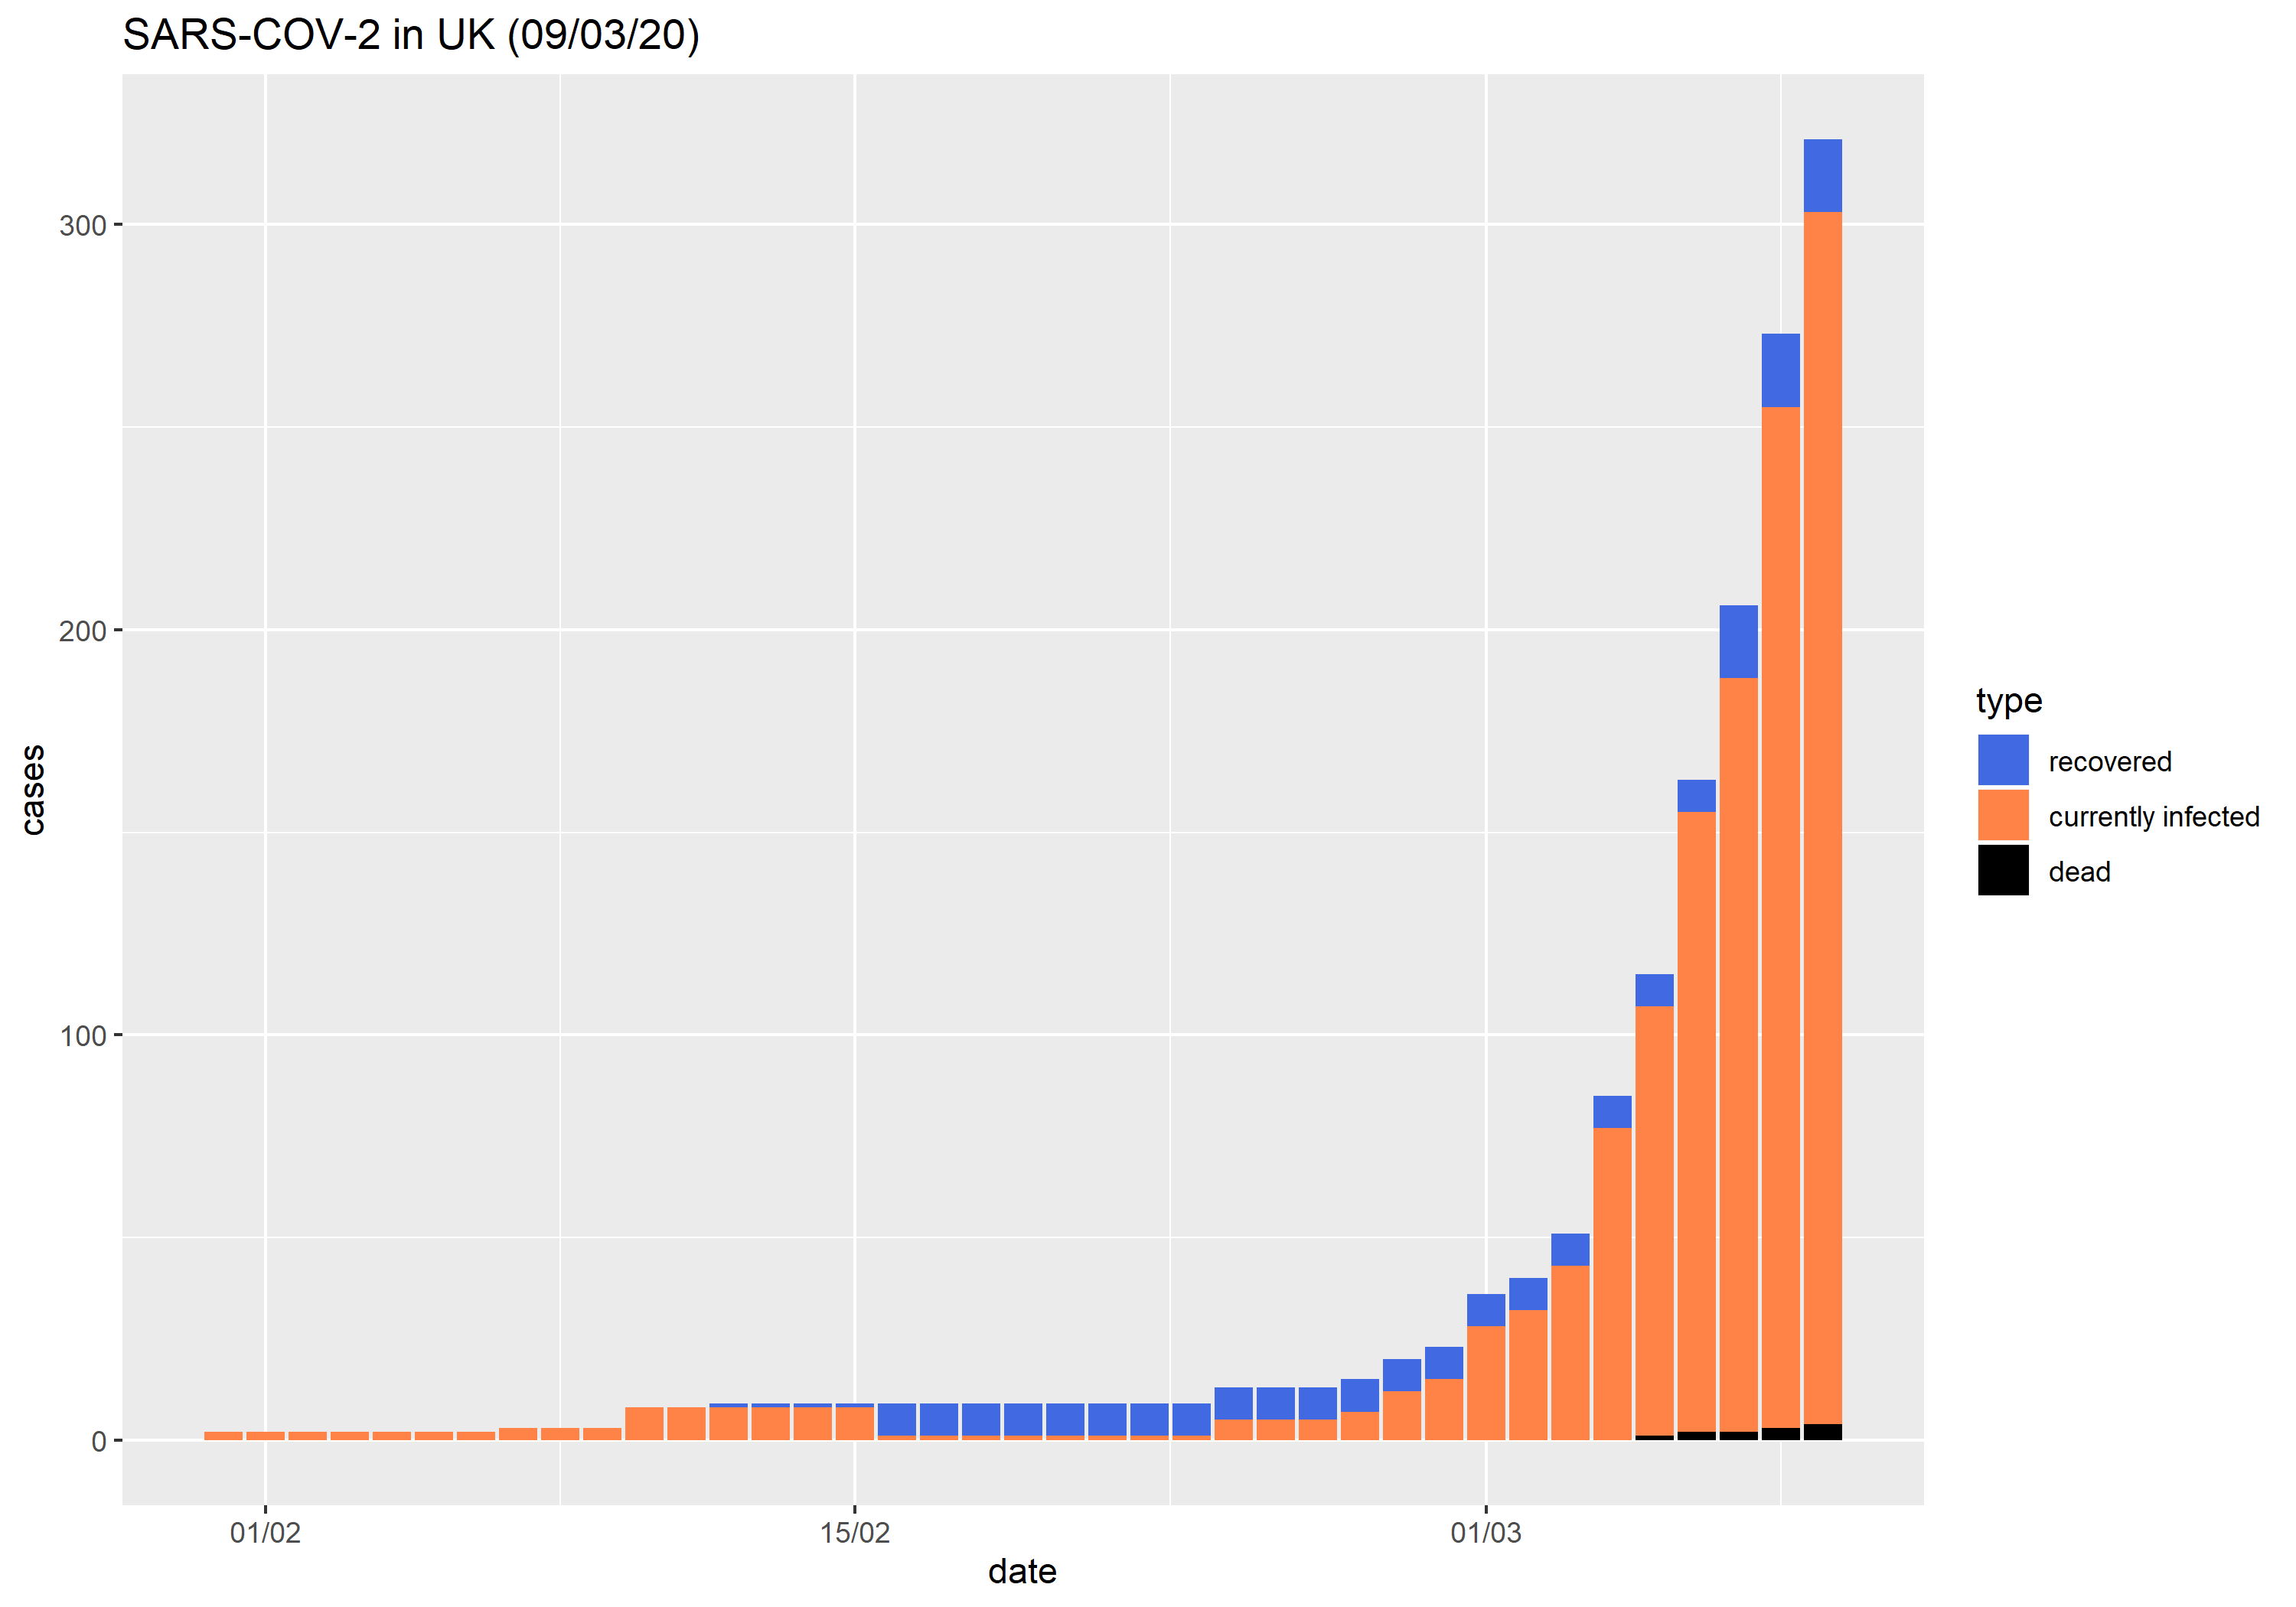 SARS-COV-2 in UK (09/03/20)
300
200
100
0
cases
01/02
15/02
01/03
date
type
recovered
currently infected
dead